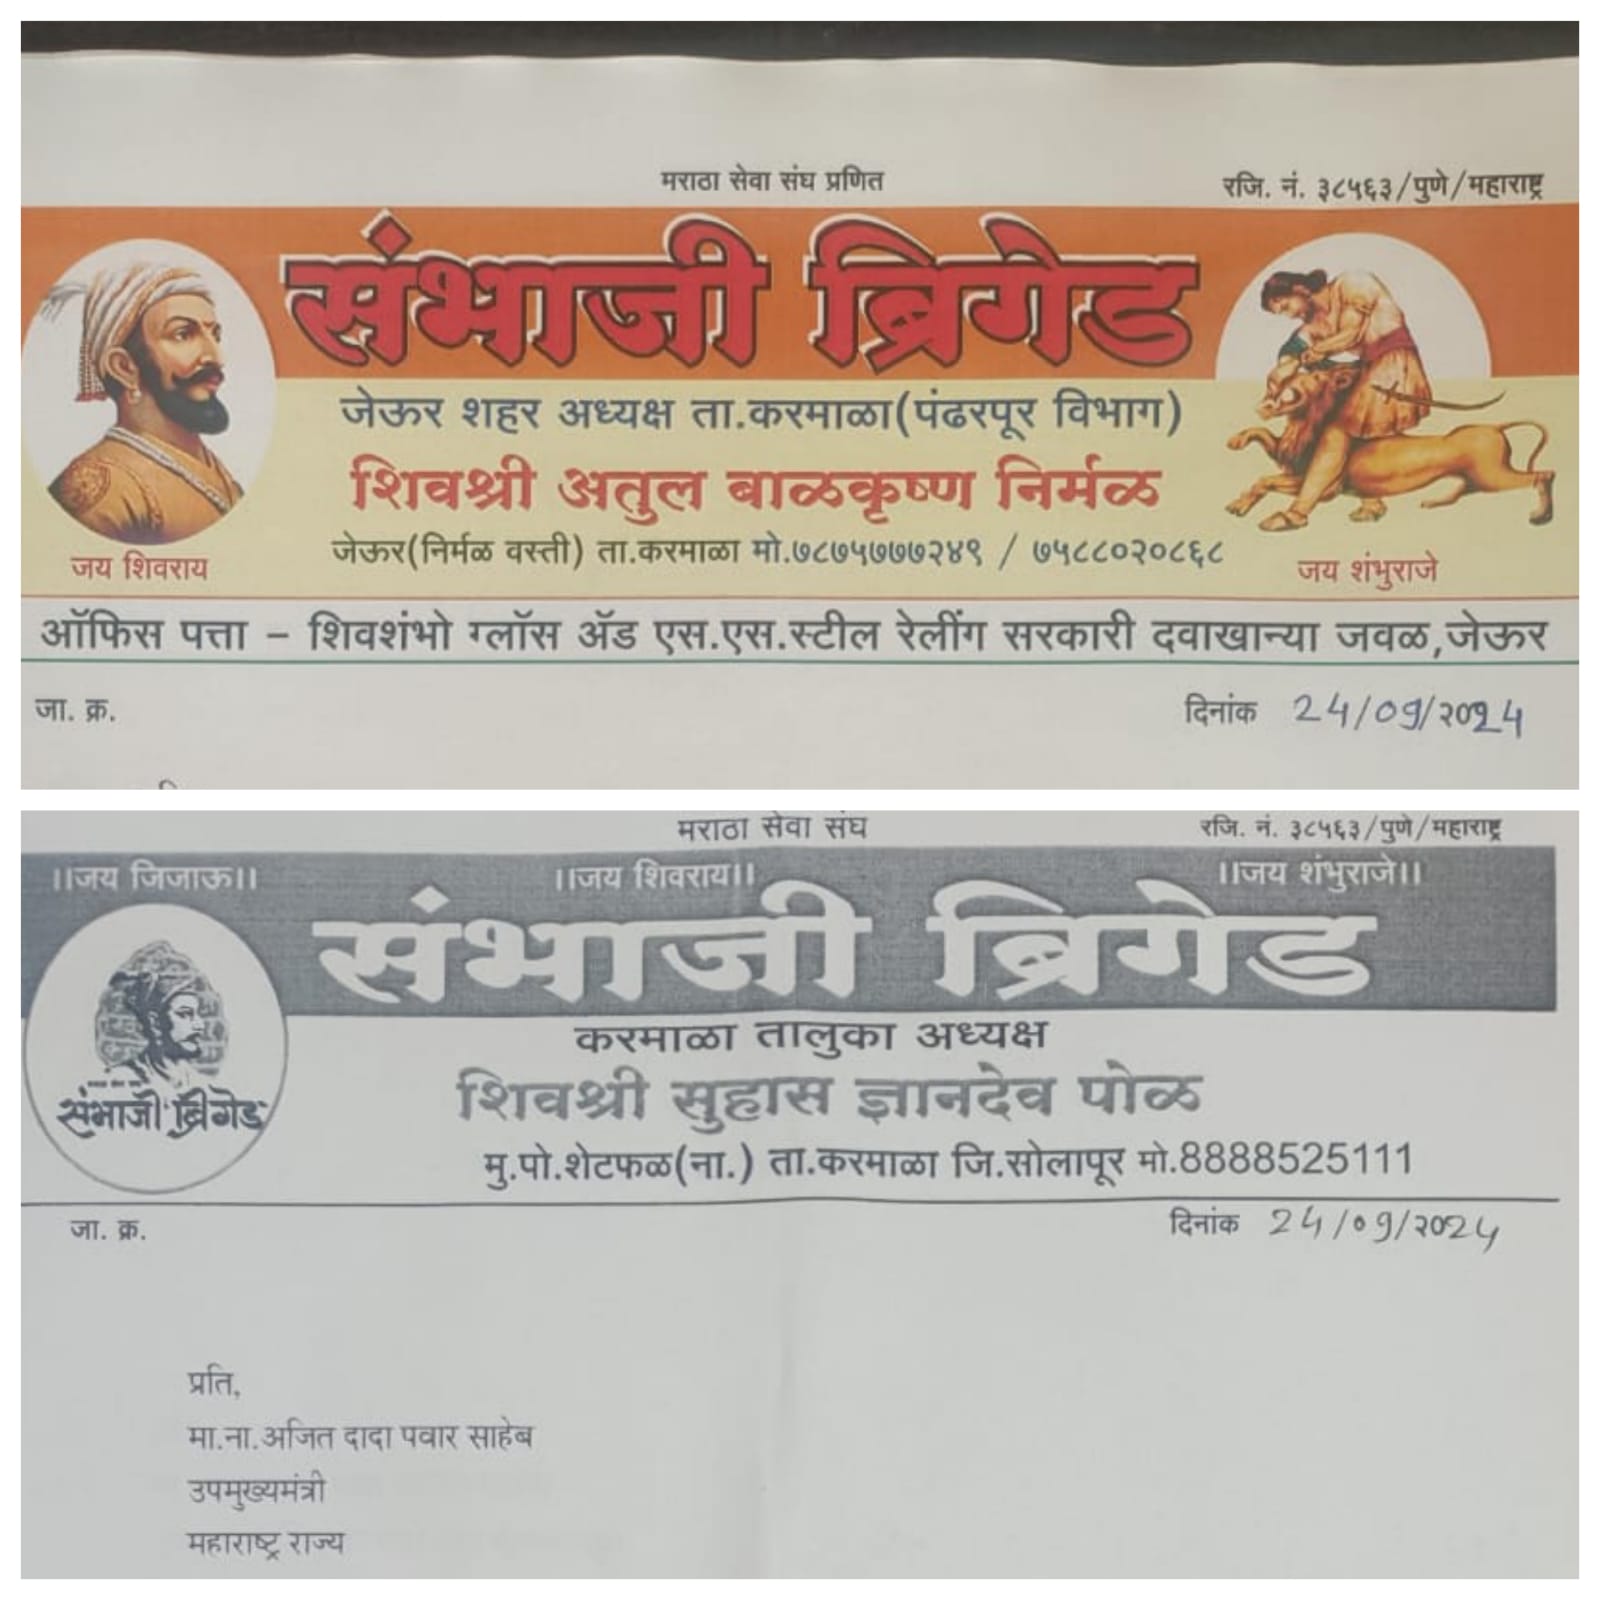 मराठा सेवा संघ प्रणित
रजि. नं. ३८५६३/पुणे/महाराष्ट्र
संभाजी ब्रिगेड
जेऊर शहर अध्यक्ष ता.करमाळा(पंढरपूर विभाग)
शिवश्री अतुल बाळकृष्ण निर्मळ
जेऊर(निर्मळ वस्ती) ता.करमाळा मो.७८७५७७७२४९ / ७५८८०२०८६८
जय शिवराय
जय शंभुराजे
ऑफिस पत्ता – शिवशंभो ग्लॉस अ‍ॅड एस.एस.स्टील रेलींग सरकारी दवाखान्या जवळ,जेऊर
जा. क्र.
दिनांक 24/09/२०२4
मराठा सेवा संघ
रजि. नं. ३८५६३/पुणे/महाराष्ट्र
।।जय जिजाऊ।। ।।जय शिवराय।। ।।जय शंभुराजे।।
संभाजी ब्रिगेड
संभाजी ब्रिगेड
करमाळा तालुका अध्यक्ष
शिवश्री सुहास ज्ञानदेव पोळ
मु.पो.शेटफळ(ना.) ता.करमाळा जि.सोलापूर मो.8888525111
जा. क्र.
दिनांक 24/09/२०24
प्रति,
मा.ना.अजित दादा पवार साहेब
उपमुख्यमंत्री
महाराष्ट्र राज्य